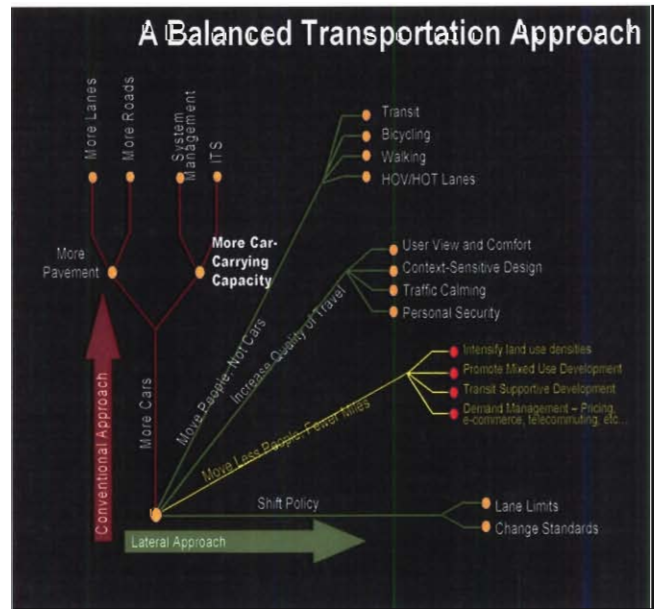 A Balanced Transportation Approach
More Lanes
More Roads
System
Management
ITS
More
Pavement
More Car-
Carrying
Capacity
Transit
Bicycling
Walking
HOV/HOT Lanes
User View and Comfort
Context-Sensitive Design
Traffic Calming
Personal Security
Intensify land use densities
Promote Mixed Use Development
Transit Supportive Development
Demand Management – Pricing,
e-commerce, telecommuting, etc...
Move People: Not Cars
Increase Quality of Travel
Move Less People: Fewer Miles
More Cars
Conventional Approach
Shift Policy
Lane Limits
Change Standards
Lateral Approach